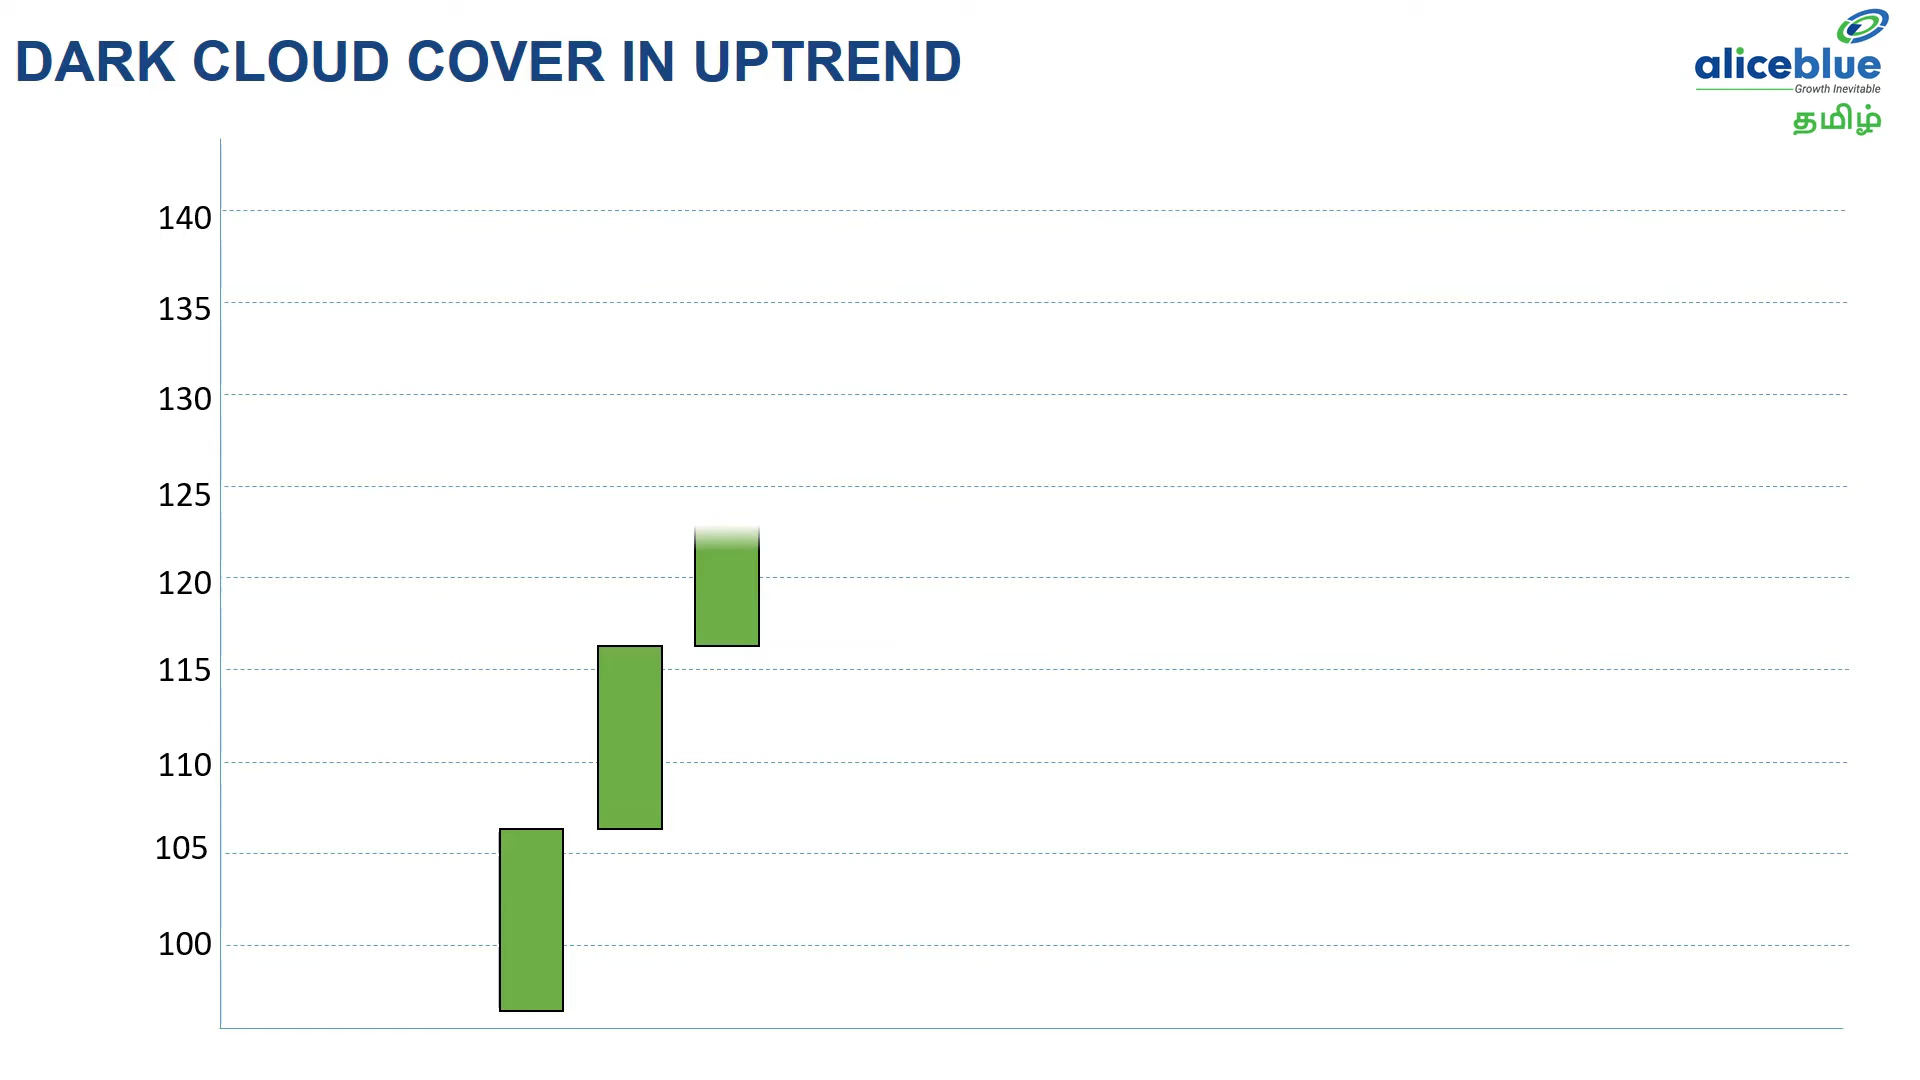 DARK CLOUD COVER IN UPTREND
aliceblue
Growth Inevitable
தமிழ்
140
135
130
125
120
115
110
105
100